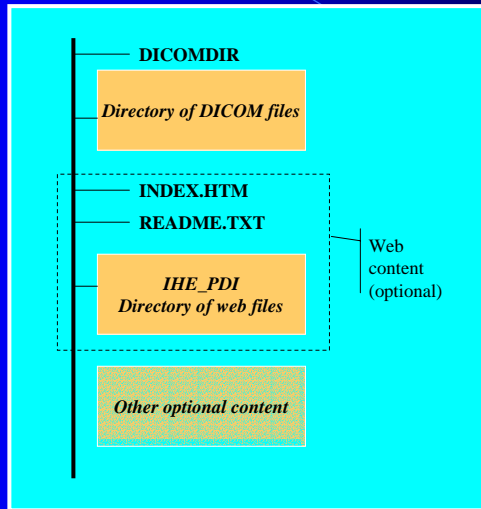 DICOMDIR
Directory of DICOM files
INDEX.HTM
README.TXT
Web
content
(optional)
IHE_PDI
Directory of web files
Other optional content